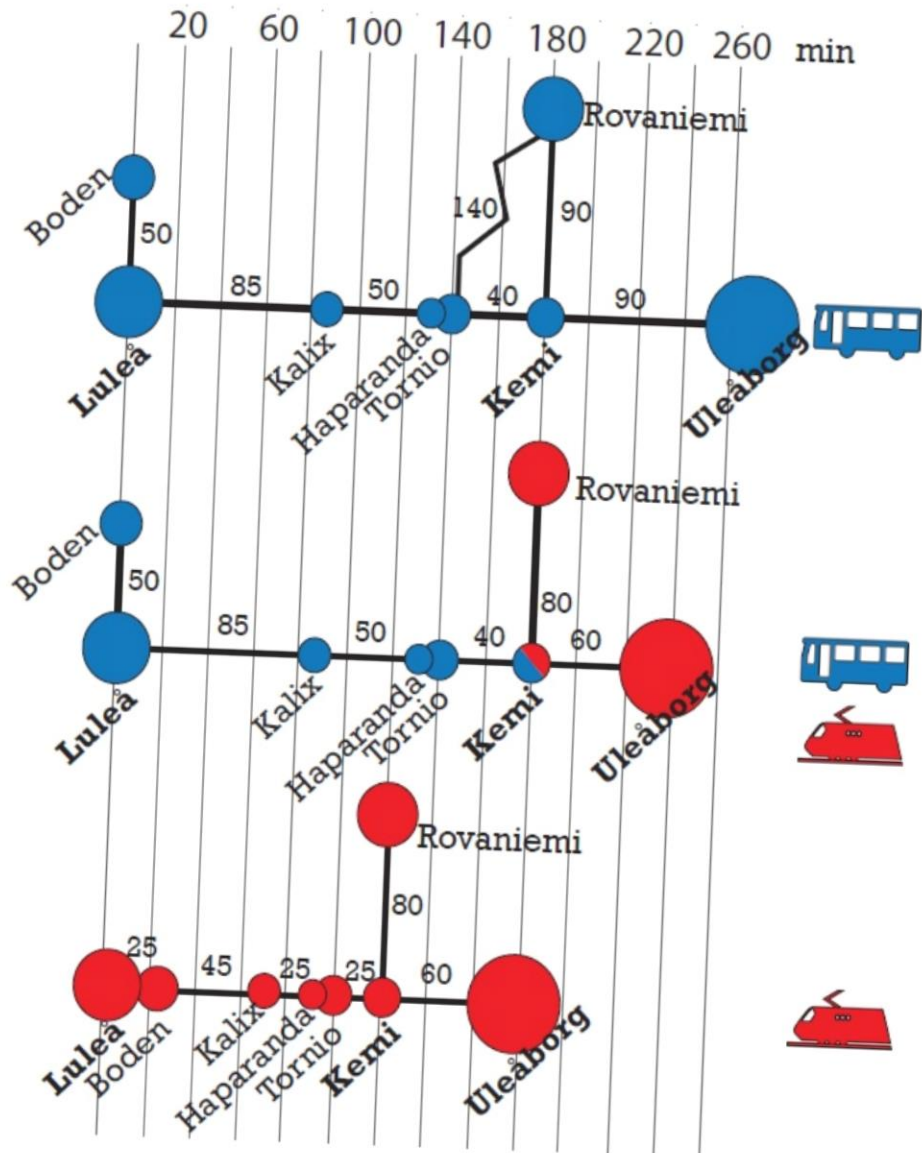 20 60 100 140 180 220 260 min
Rovaniemi
Boden
140
90
50
85
50
40
90
Luleå
Kalix
Haparanda
Tornio
Kemi
Uleåborg
Rovaniemi
Boden
50
85
50
40
80
60
Luleå
Kalix
Haparanda
Tornio
Kemi
Uleåborg
Rovaniemi
80
25
45
25
25
60
Luleå
Boden
Kalix
Haparanda
Tornio
Kemi
Uleåborg